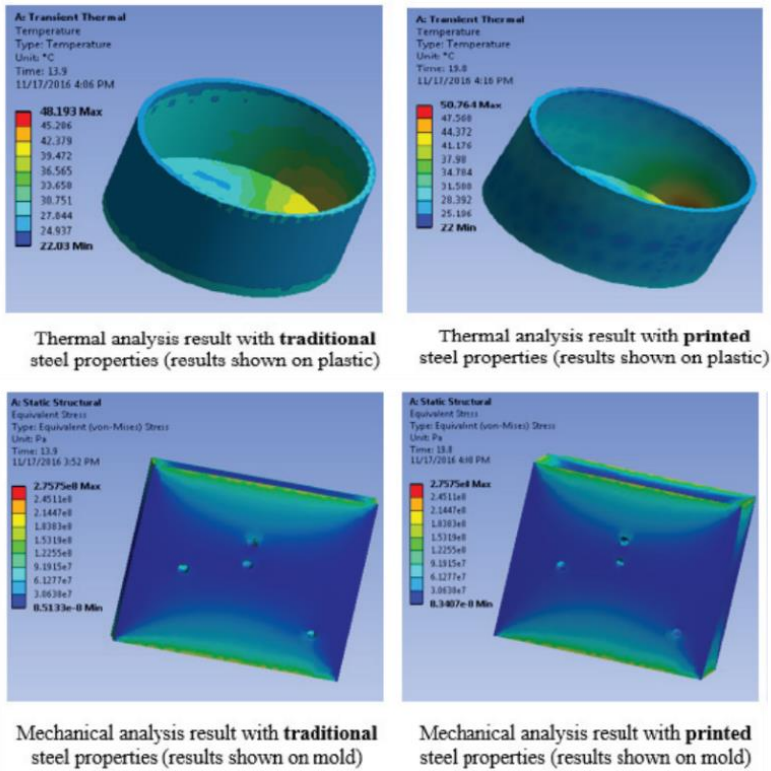 A: Transient Thermal
Temperature
Type: Temperature
Unit: °C
Time: 13.9
11/17/2016 4:06 PM
48.193 Max
45.286
42.379
39.472
36.565
33.658
30.751
27.844
24.937
22.03 Min
A: Transient Thermal
Temperature
Type: Temperature
Unit: °C
Time: 19.8
11/17/2016 4:16 PM
50.764 Max
47.568
44.372
41.176
37.98
34.784
31.588
28.392
25.196
22 Min
Thermal analysis result with traditional
steel properties (results shown on plastic)
Thermal analysis result with printed
steel properties (results shown on plastic)
A: Static Structural
Equivalent Stress
Type: Equivalent (von-Mises) Stress
Unit: Pa
Time: 13.9
11/17/2016 3:52 PM
2.7575e8 Max
2.4511e8
2.1447e8
1.8383e8
1.5319e8
1.2255e8
9.1915e7
6.1277e7
3.0638e7
8.5133e-8 Min
A: Static Structural
Equivalent Stress
Type: Equivalent (von-Mises) Stress
Unit: Pa
Time: 19.8
11/17/2016 4:08 PM
2.7575e8 Max
2.4511e8
2.1447e8
1.8383e8
1.5319e8
1.2255e8
9.1915e7
6.1277e7
3.0638e7
8.3407e-8 Min
Mechanical analysis result with traditional
steel properties (results shown on mold)
Mechanical analysis result with printed
steel properties (results shown on mold)